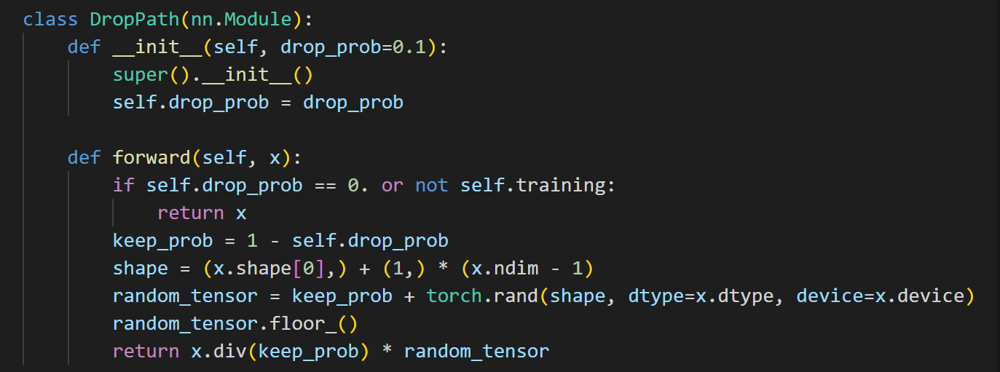 class DropPath(nn.Module):
    def __init__(self, drop_prob=0.1):
        super().__init__()
        self.drop_prob = drop_prob

    def forward(self, x):
        if self.drop_prob == 0. or not self.training:
            return x
        keep_prob = 1 - self.drop_prob
        shape = (x.shape[0],) + (1,) * (x.ndim - 1)
        random_tensor = keep_prob + torch.rand(shape, dtype=x.dtype, device=x.device)
        random_tensor.floor_()
        return x.div(keep_prob) * random_tensor